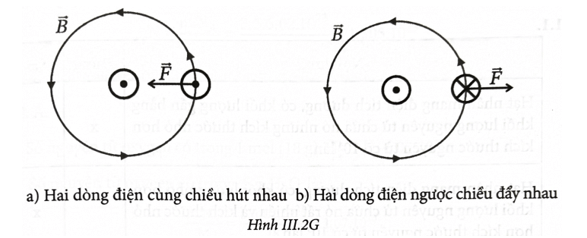 B⃗
F⃗
B⃗
F⃗
a) Hai dòng điện cùng chiều hút nhau b) Hai dòng điện ngược chiều đẩy nhau
Hình III.2G